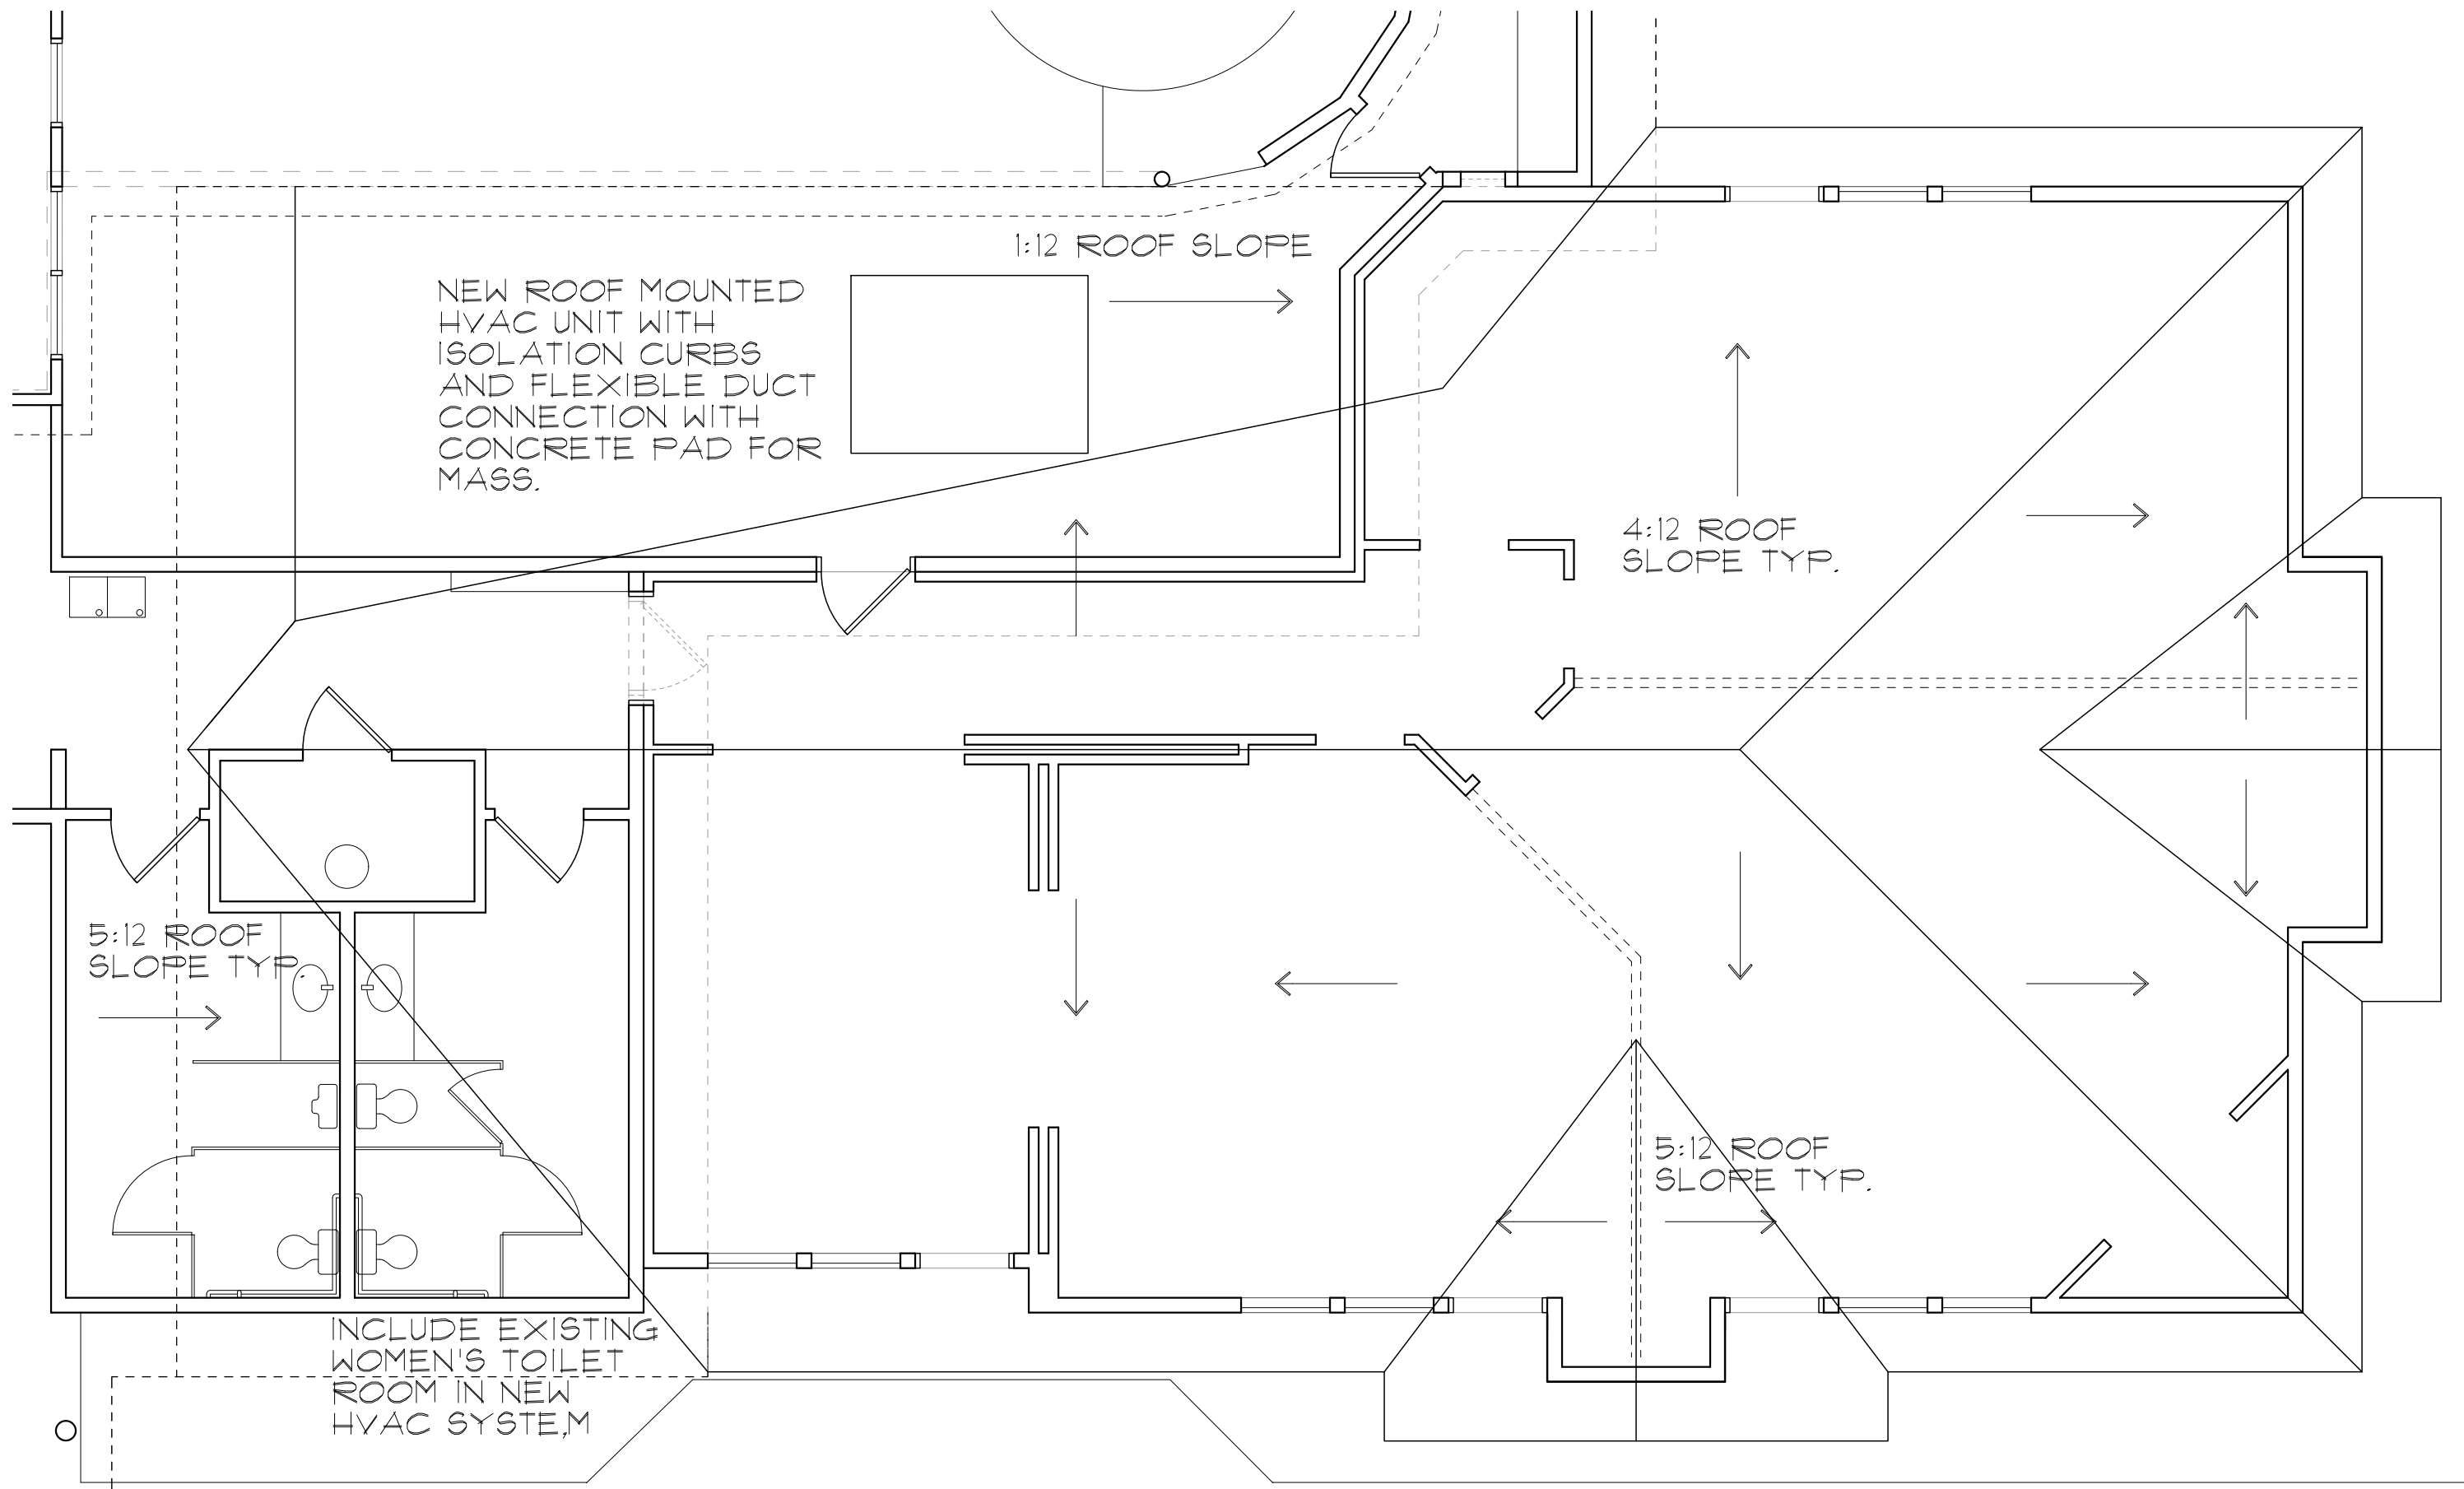 1:12 ROOF SLOPE
NEW ROOF MOUNTED
HVAC UNIT WITH
ISOLATION CURBS
AND FLEXIBLE DUCT
CONNECTION WITH
CONCRETE PAD FOR
MASS.
4:12 ROOF
SLOPE TYP.
5:12 ROOF
SLOPE TYP.
5:12 ROOF
SLOPE TYP.
INCLUDE EXISTING
WOMEN'S TOILET
ROOM IN NEW
HVAC SYSTE,M